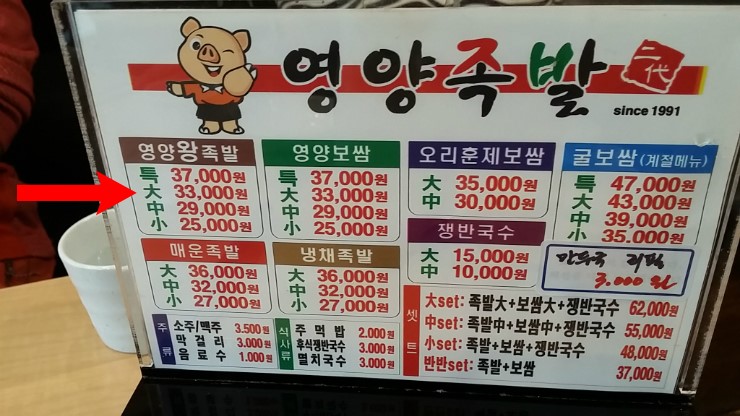 영양족발 二代
since 1991
영양왕족발
특 37,000원
大 33,000원
中 29,000원
小 25,000원
영양보쌈
특 37,000원
大 33,000원
中 29,000원
小 25,000원
오리훈제보쌈
大 35,000원
中 30,000원
굴보쌈 (계절메뉴)
특 47,000원
大 43,000원
中 39,000원
小 35,000원
매운족발
大 36,000원
中 32,000원
小 27,000원
냉채족발
大 36,000원
中 32,000원
小 27,000원
쟁반국수
大 15,000원
中 10,000원
만두국 리필
3.000원
주류
소주/맥주 3.500원
막걸리 3.000원
음료수 1.000원
식사류
주먹밥 2.000원
후식쟁반국수 3.000원
멸치국수 3.000원
세트
大set: 족발大+보쌈大+쟁반국수 62,000원
中set: 족발中+보쌈中+쟁반국수 55,000원
小set: 족발+보쌈+쟁반국수 48,000원
반반set: 족발+보쌈 37,000원